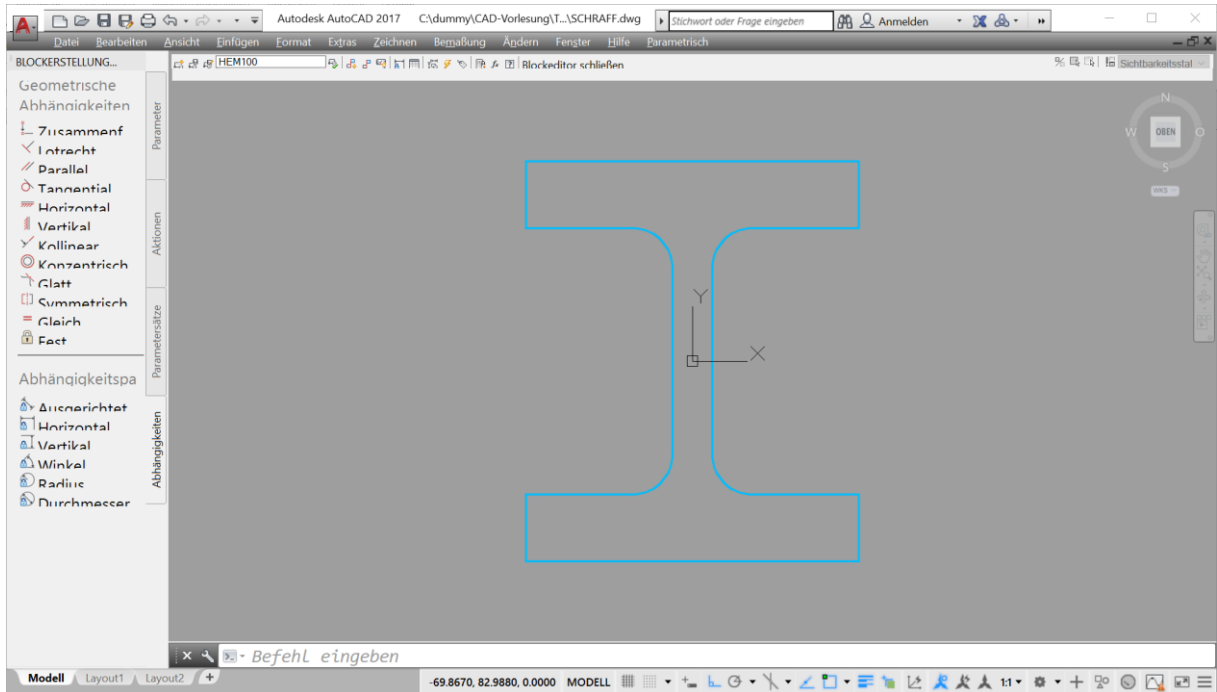 Autodesk AutoCAD 2017 C:\dummy\CAD-Vorlesung\T...\SCHRAFF.dwg Stichwort oder Frage eingeben Anmelden
Datei Bearbeiten Ansicht Einfügen Format Extras Zeichnen Bemaßung Ändern Fenster Hilfe Parametrisch
BLOCKERSTELLUNG...
HEM100 Blockeditor schließen Sichtbarkeitsstat
Geometrische
Abhängigkeiten
Zusammenf
Lotrecht
Parallel
Tangential
Horizontal
Vertikal
Kollinear
Konzentrisch
Glatt
Symmetrisch
Gleich
Fest
Abhängigkeitspa
Ausgerichtet
Horizontal
Vertikal
Winkel
Radius
Durchmesser
Parameter
Aktionen
Parametersätze
Abhängigkeiten
N
W OBEN O
S
WKS
Y
X
Befehl eingeben
Modell Layout1 Layout2 +
-69.8670, 82.9880, 0.0000 MODELL 1:1